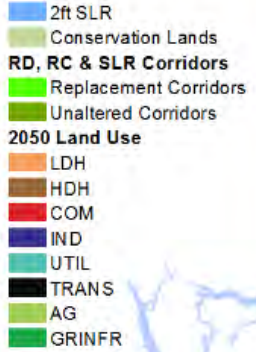 2ft SLR
Conservation Lands
RD, RC & SLR Corridors
Replacement Corridors
Unaltered Corridors
2050 Land Use
LDH
HDH
COM
IND
UTIL
TRANS
AG
GRINFR